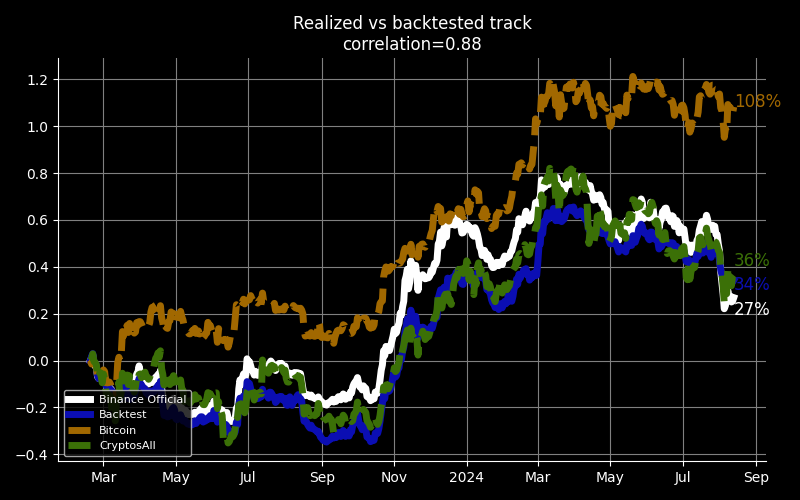 Realized vs backtested track
correlation=0.88
1.2
1.0
0.8
0.6
0.4
0.2
0.0
−0.2
−0.4
108%
36%
34%
27%
Binance Official
Backtest
Bitcoin
CryptosAll
Mar May Jul Sep Nov 2024 Mar May Jul Sep